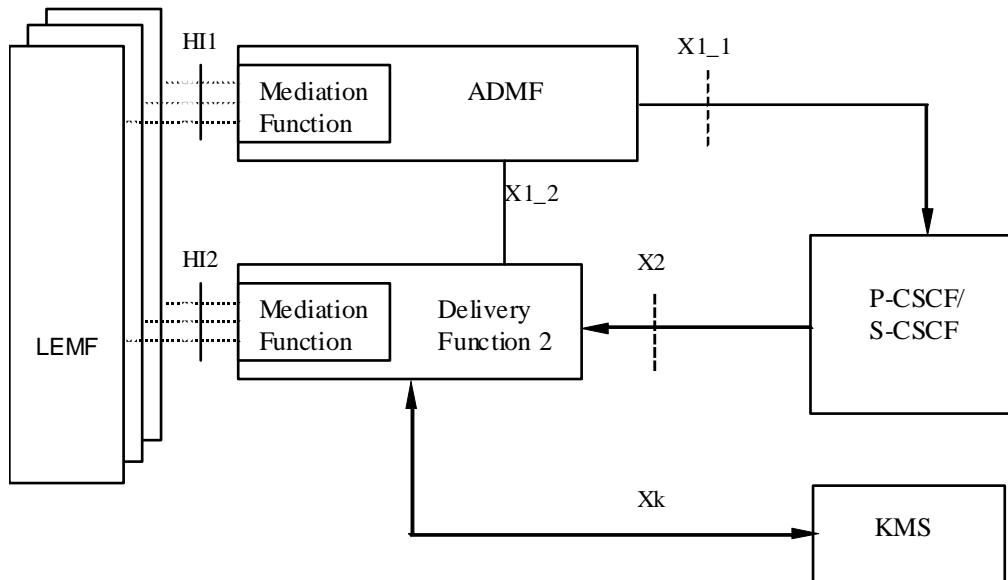 HI1
X1_1
Mediation
Function
ADMF
X1_2
HI2
X2
Mediation
Function
Delivery
Function 2
P-CSCF/
S-CSCF
LEMF
Xk
KMS